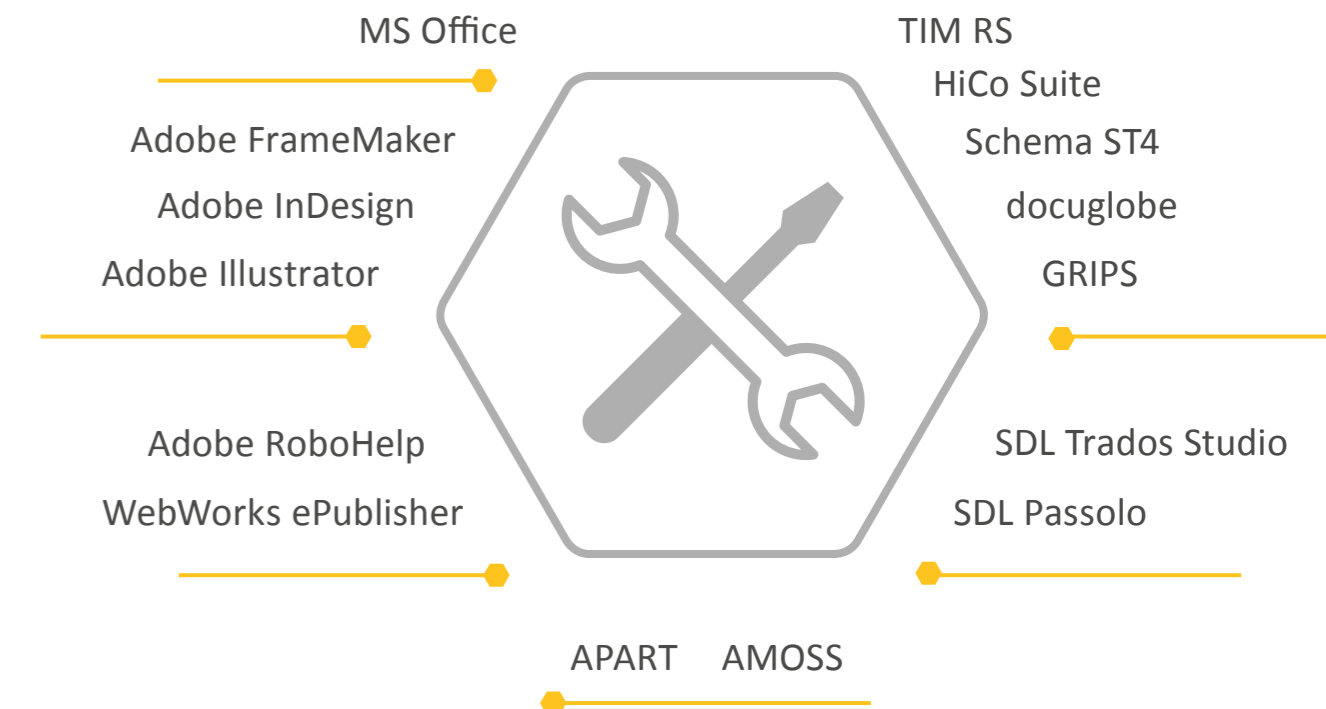 MS Office
Adobe FrameMaker
Adobe InDesign
Adobe Illustrator
Adobe RoboHelp
WebWorks ePublisher
TIM RS
HiCo Suite
Schema ST4
docuglobe
GRIPS
SDL Trados Studio
SDL Passolo
APART AMOSS